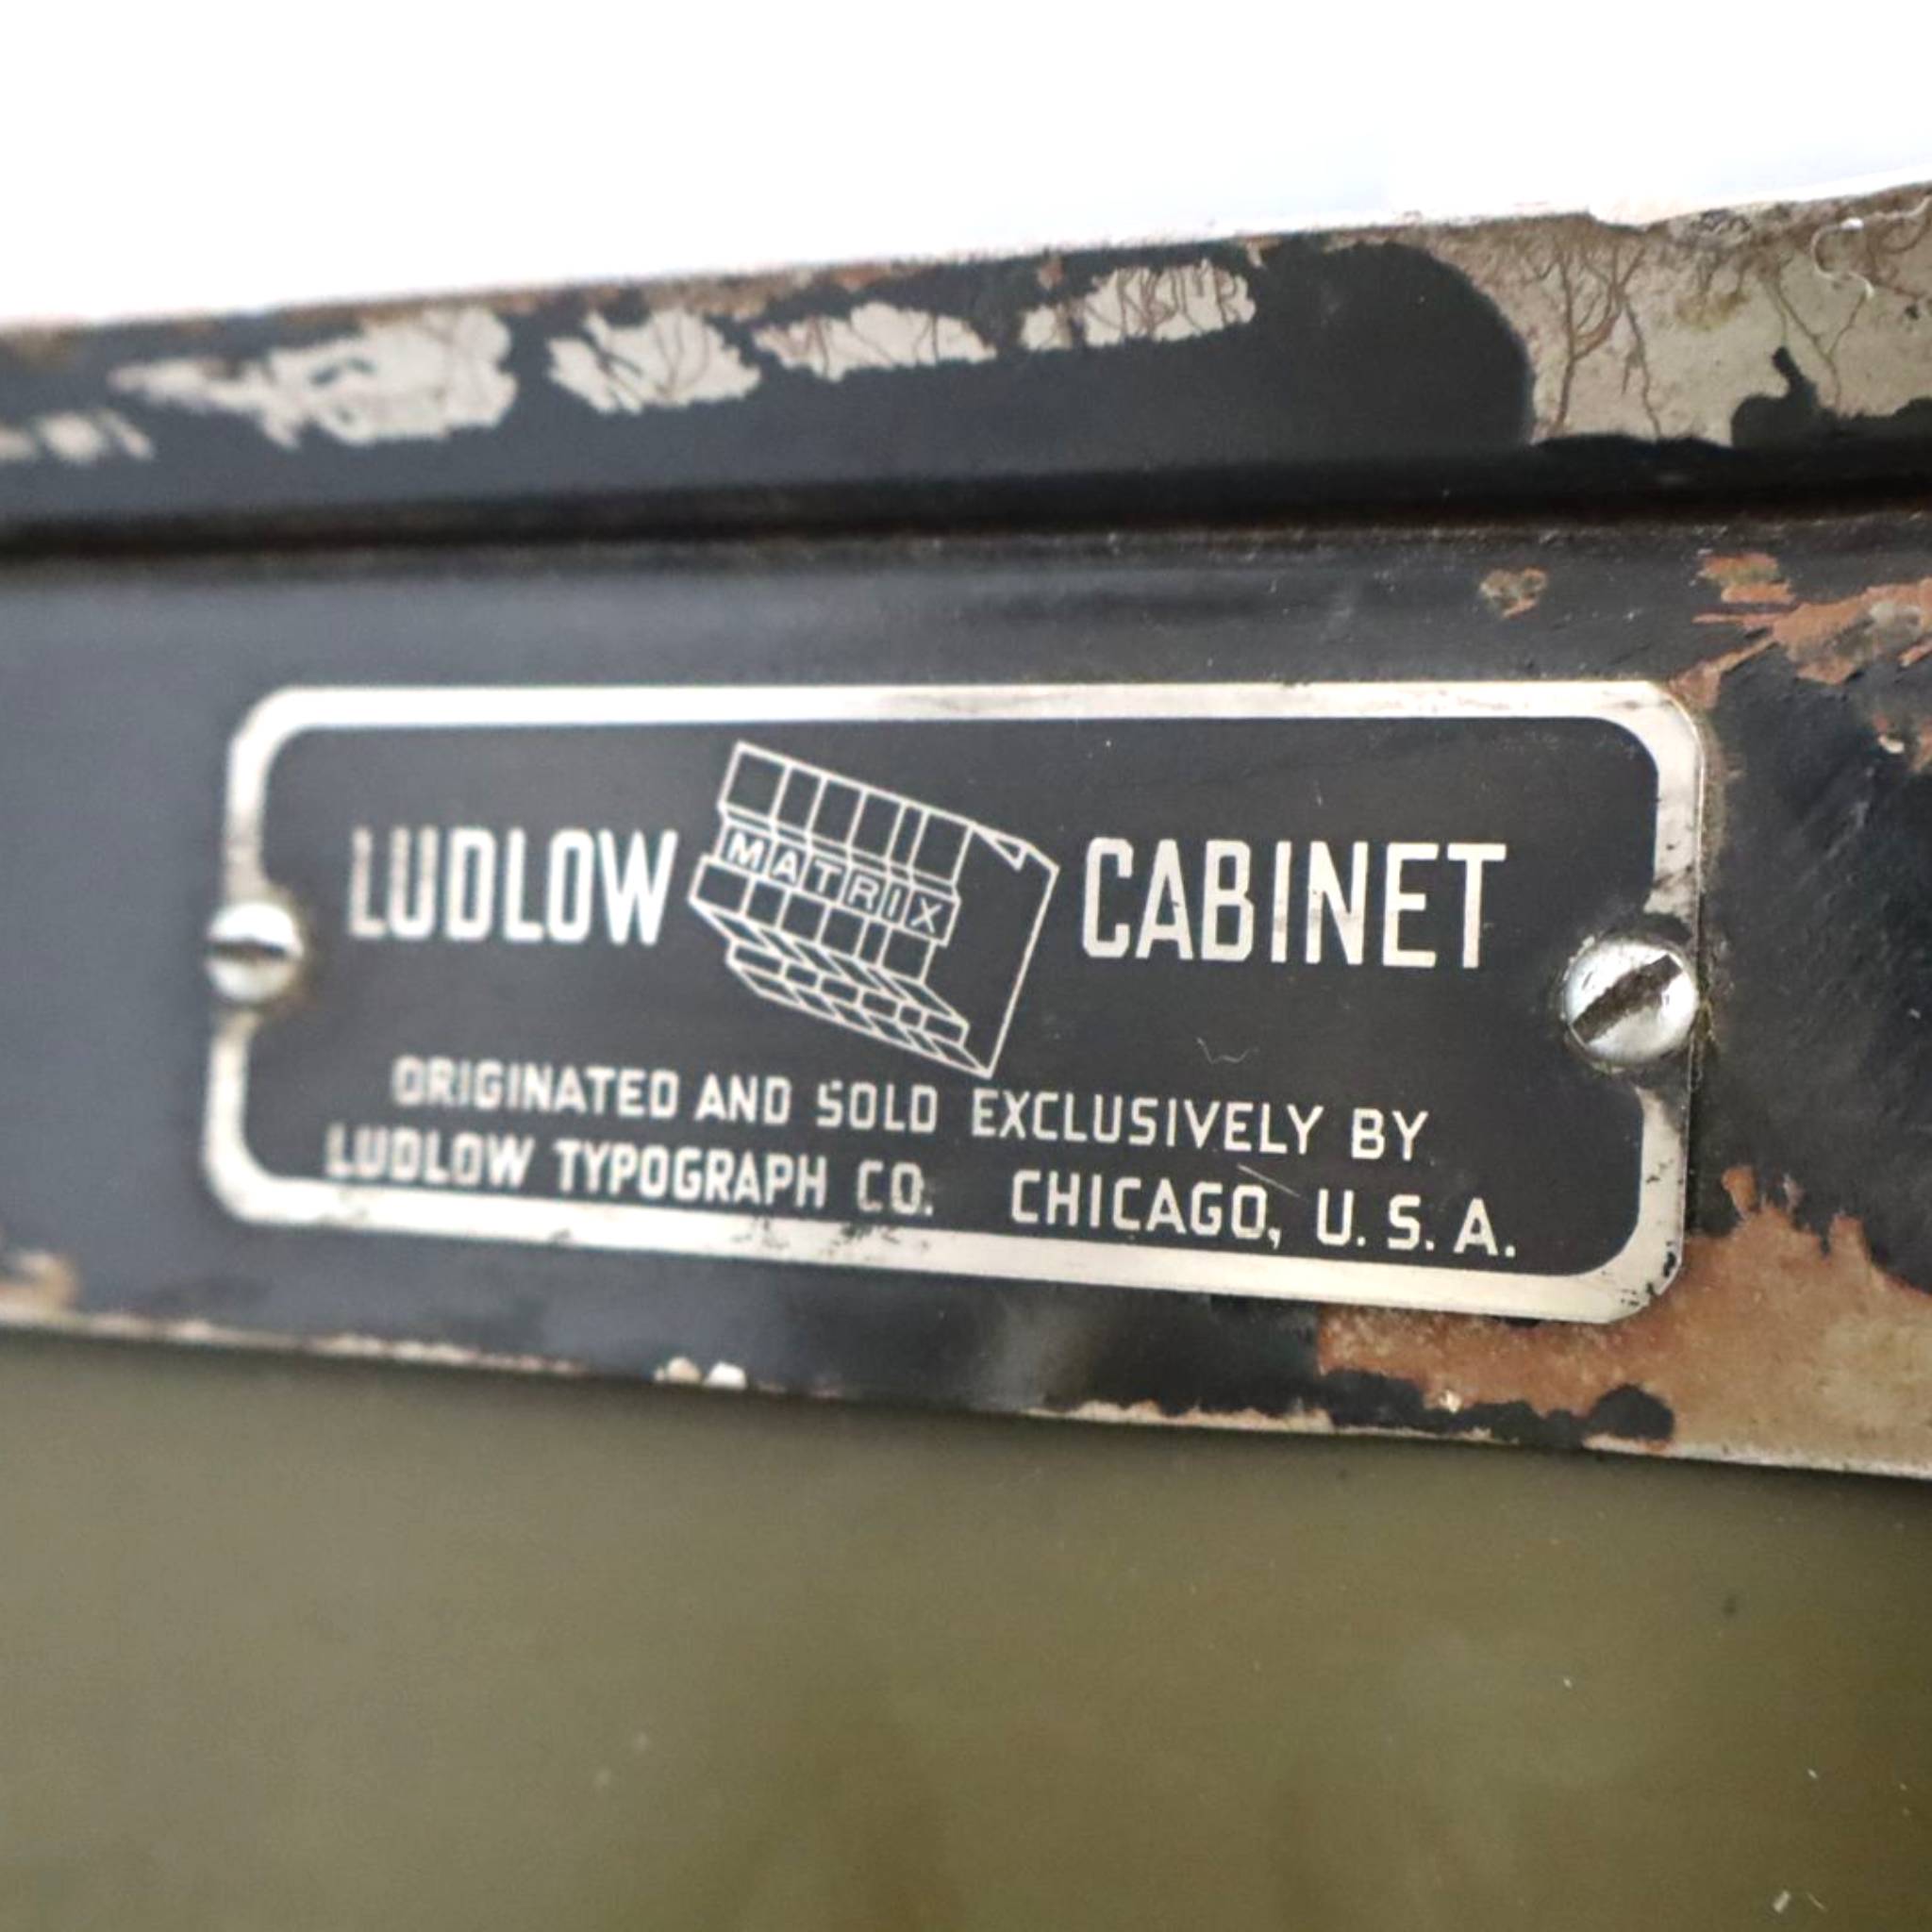 LUDLOW MATRIX CABINET
ORIGINATED AND SOLD EXCLUSIVELY BY
LUDLOW TYPOGRAPH CO. CHICAGO, U. S. A.